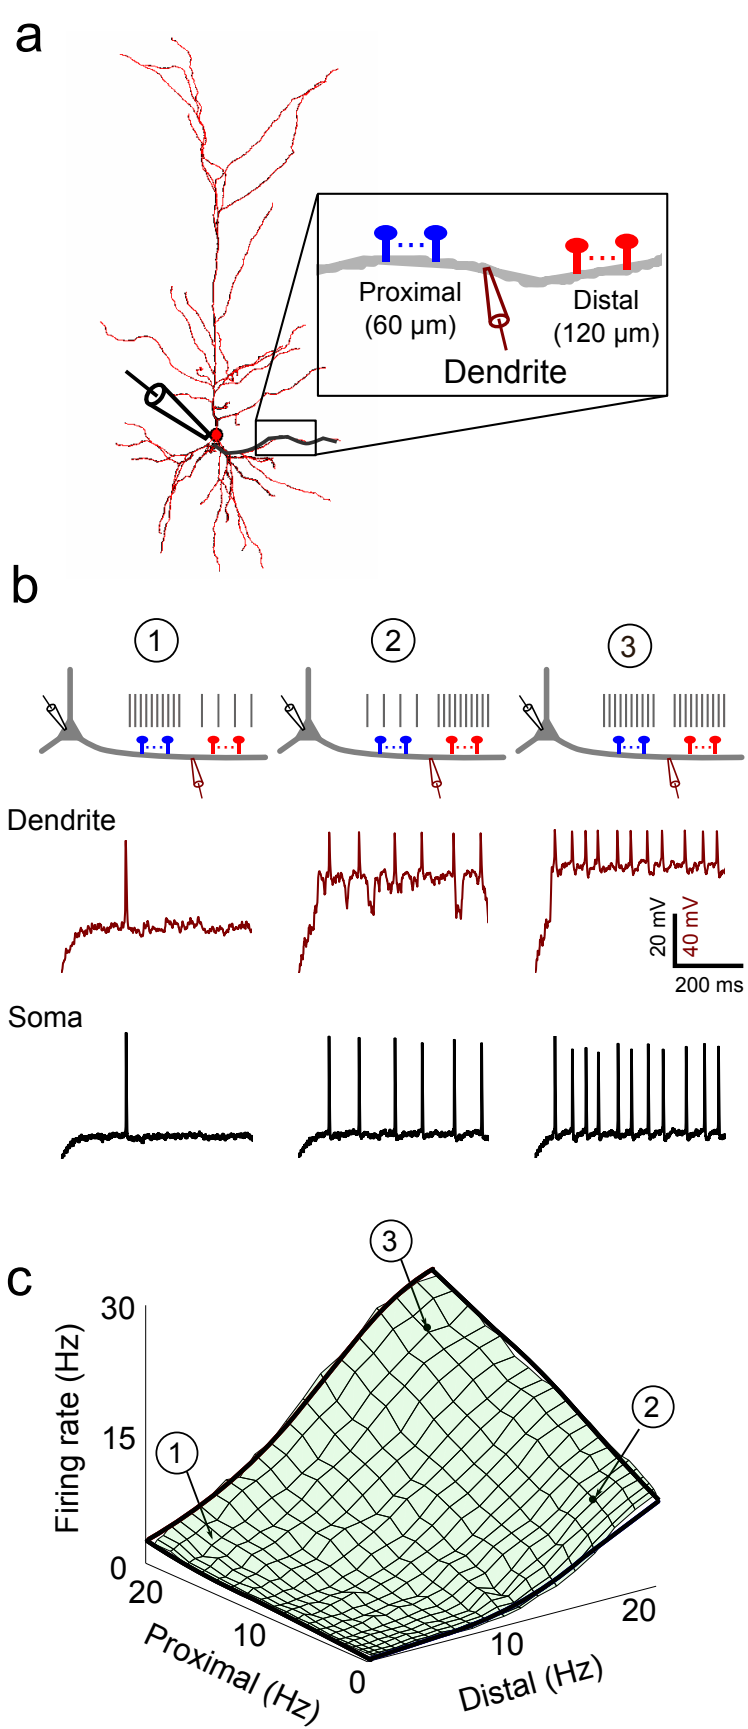 a
Proximal
(60 µm)
Distal
(120 µm)
Dendrite
b
1
2
3
Dendrite
20 mV
40 mV
200 ms
Soma
c
3
30
2
15
1
Firing rate (Hz)
0
20
10
0
Proximal (Hz)
10
20
Distal (Hz)